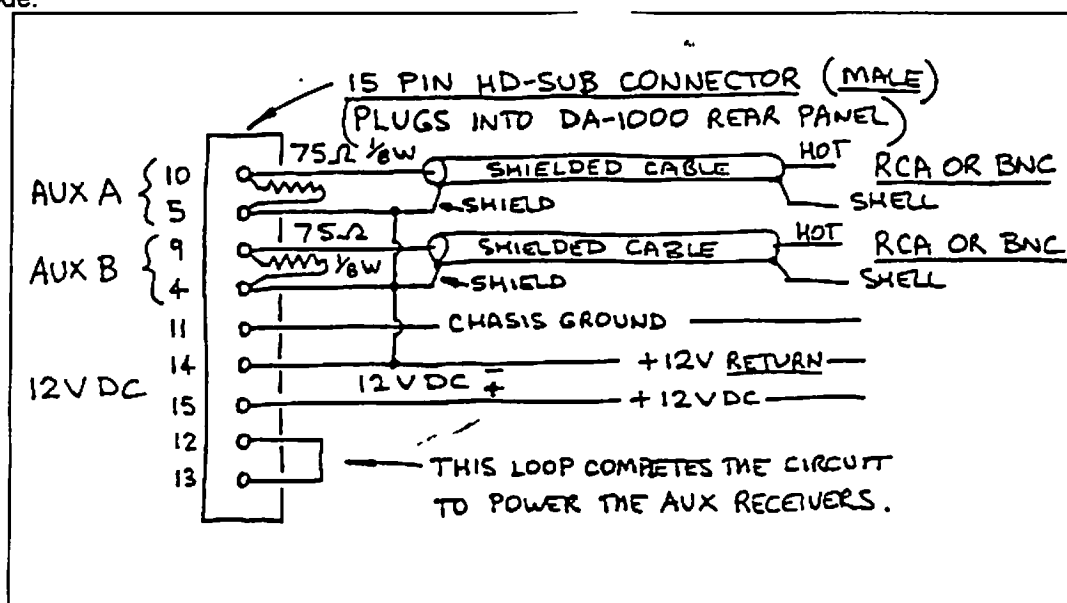 de.
15 PIN HD-SUB CONNECTOR (MALE)
(PLUGS INTO DA-1000 REAR PANEL)
75Ω 1/8W
AUX A { 10
5
SHIELDED CABLE
HOT
RCA OR BNC
SHELL
SHIELD
75Ω
1/8W
AUX B { 9
4
SHIELDED CABLE
HOT
RCA OR BNC
SHELL
SHIELD
11
CHASIS GROUND
14
+12V RETURN
12V DC
12VDC - +
15
+12VDC
12
13
THIS LOOP COMPETES THE CIRCUIT
TO POWER THE AUX RECEIVERS.